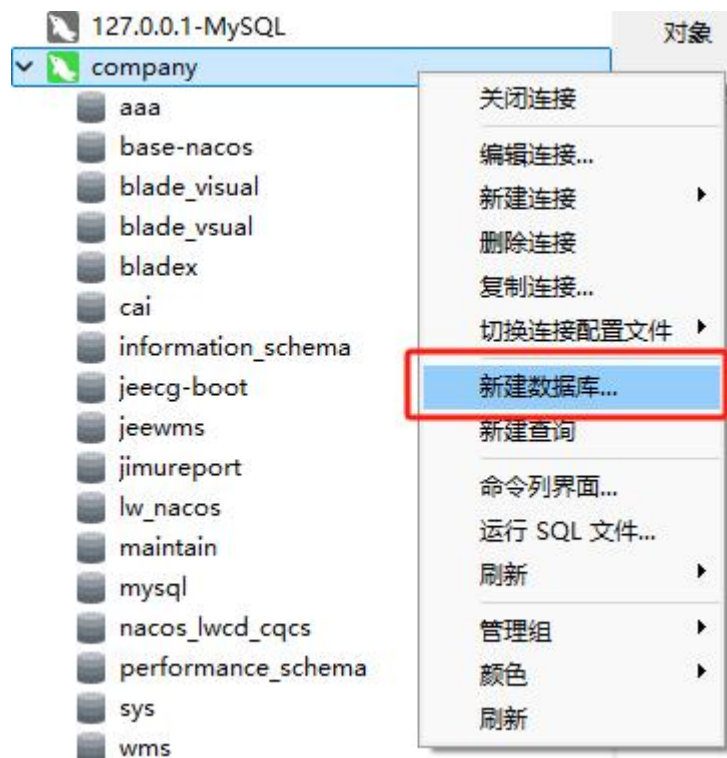 127.0.0.1-MySQL
对象
company
aaa
base-nacos
blade_visual
blade_vsual
bladex
cai
information_schema
jeecg-boot
jeewms
jimureport
lw_nacos
maintain
mysql
nacos_lwcd_cqcs
performance_schema
sys
wms
关闭连接
编辑连接...
新建连接
删除连接
复制连接...
切换连接配置文件
新建数据库...
新建查询
命令列界面...
运行 SQL 文件...
刷新
管理组
颜色
刷新